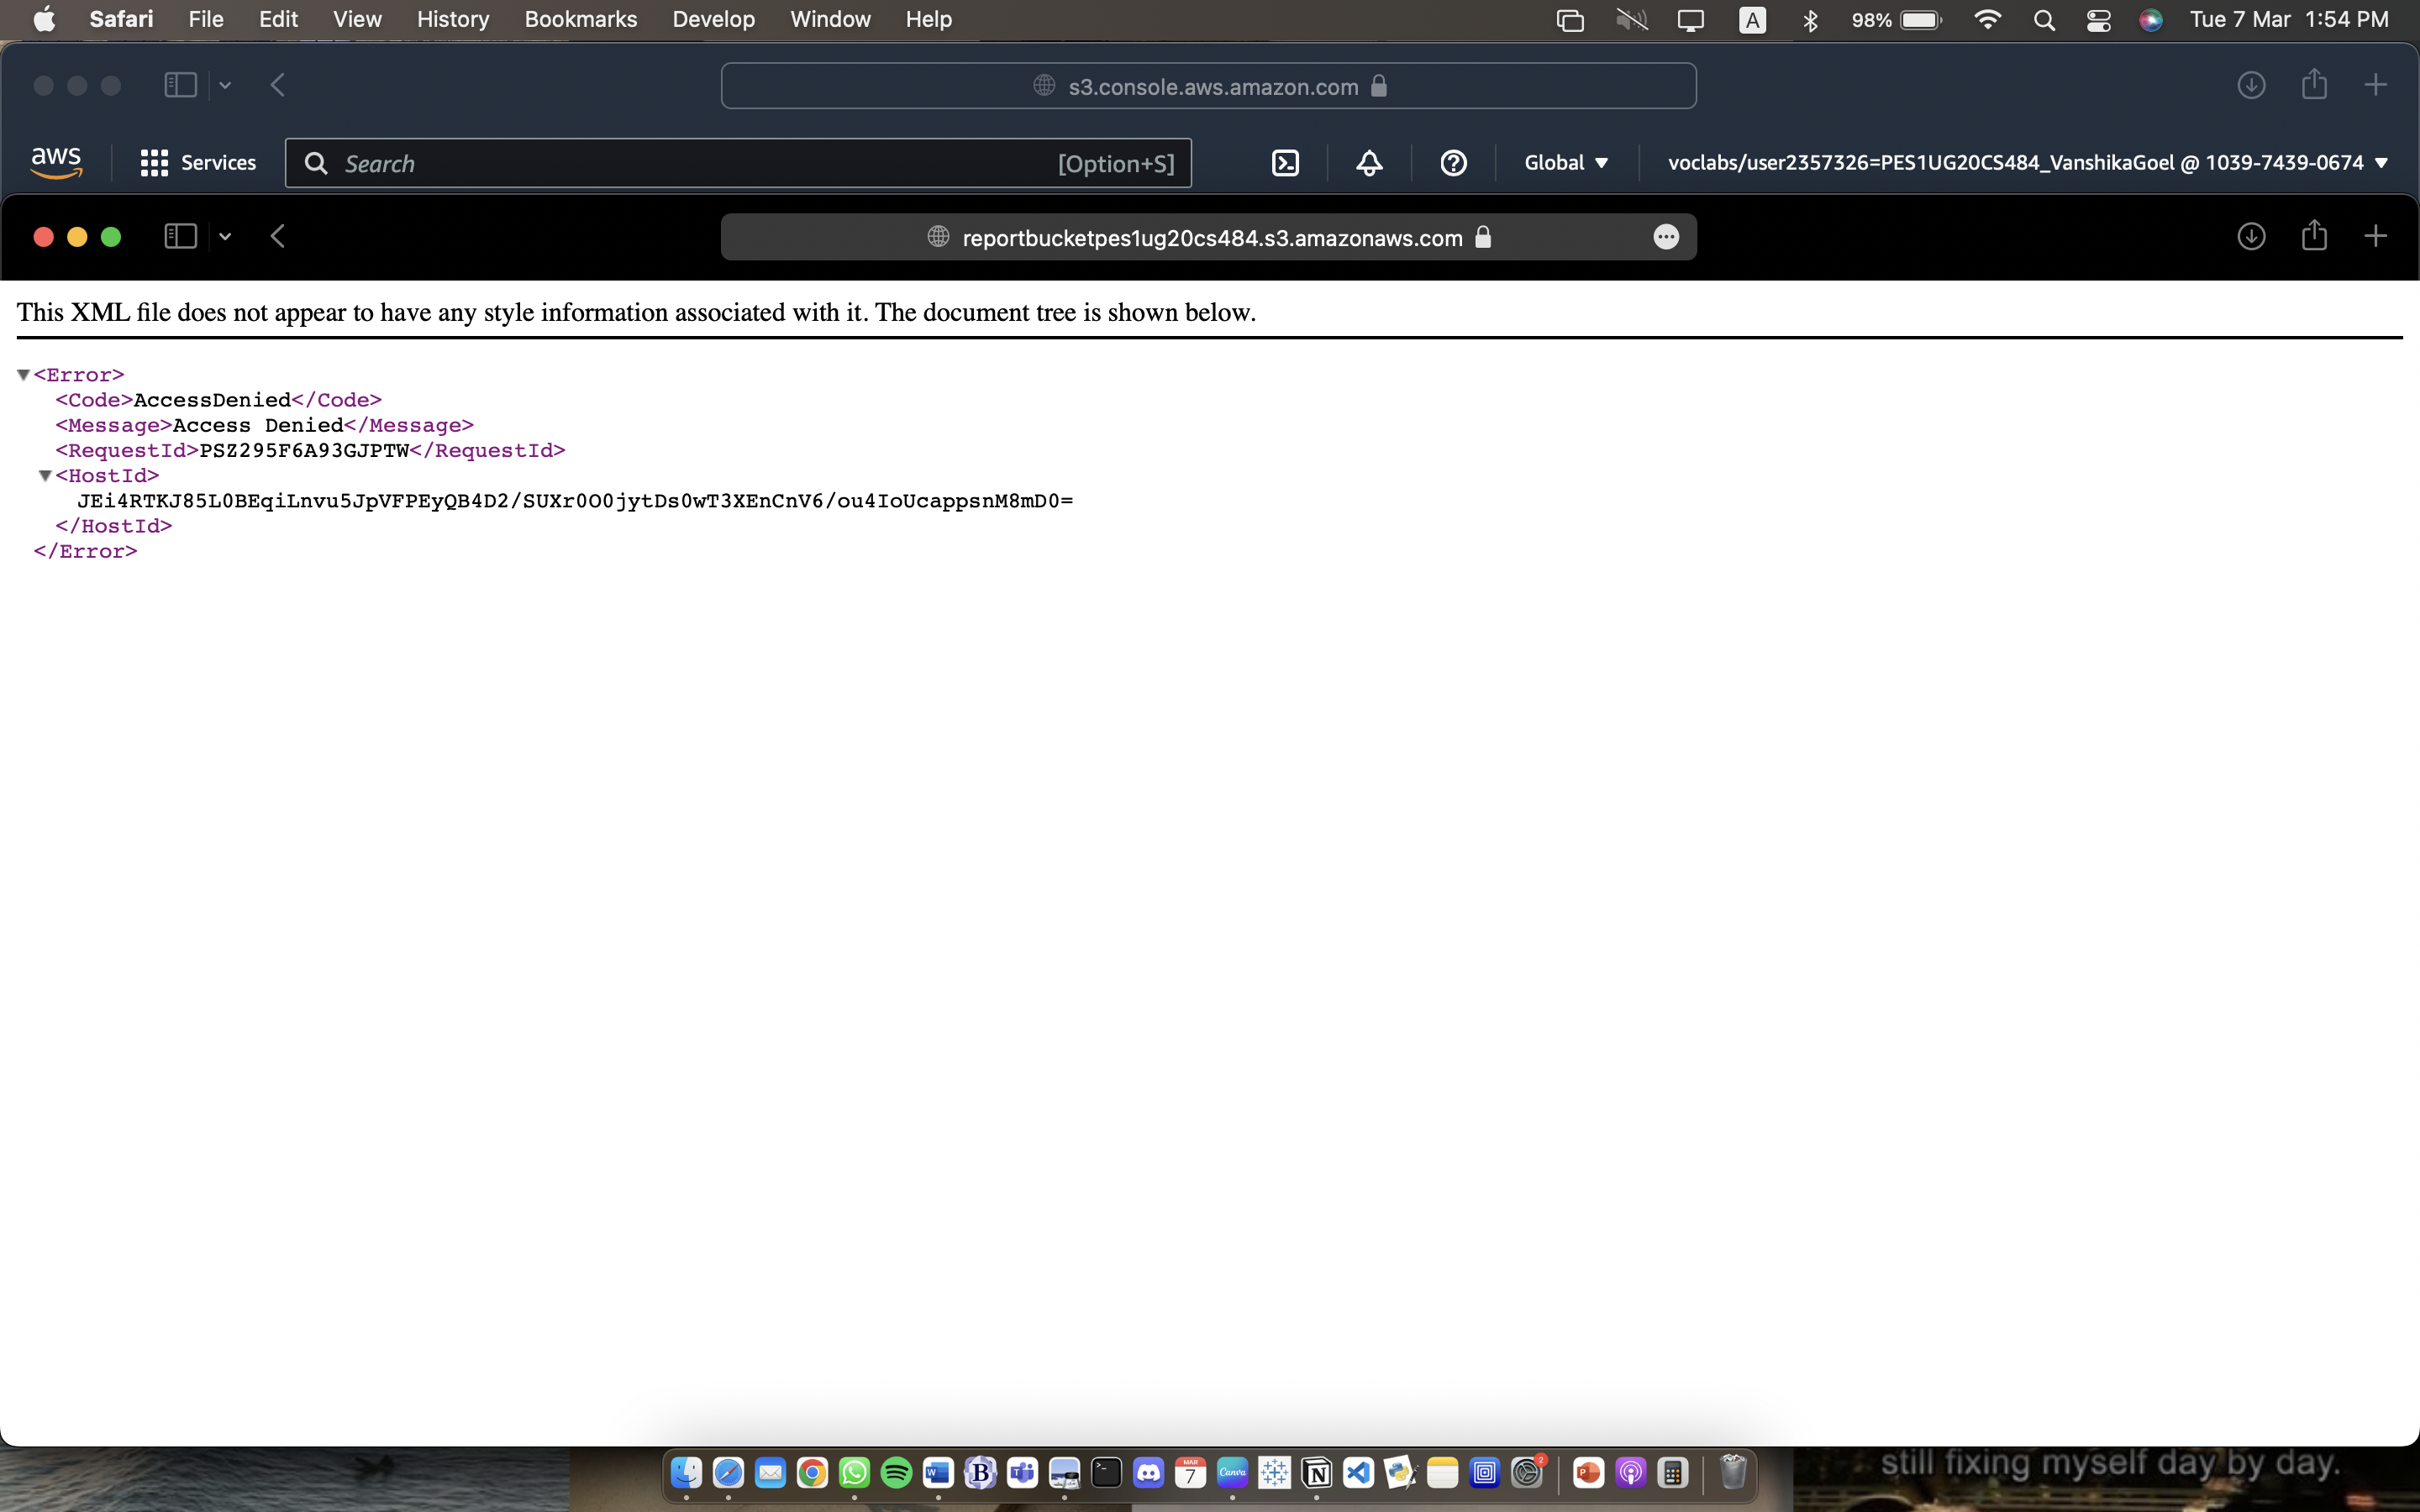 Safari File Edit View History Bookmarks Develop Window Help A 98% Tue 7 Mar 1:54 PM
s3.console.aws.amazon.com
aws Services Search [Option+S] Global voclabs/user2357326=PES1UG20CS484_VanshikaGoel @ 1039-7439-0674
reportbucketpes1ug20cs484.s3.amazonaws.com
This XML file does not appear to have any style information associated with it. The document tree is shown below.
<Error>
<Code>AccessDenied</Code>
<Message>Access Denied</Message>
<RequestId>PSZ295F6A93GJPTW</RequestId>
<HostId>
JEi4RTKJ85L0BEqiLnvu5JpVFPEyQB4D2/SUXr0O0jytDs0wT3XEnCnV6/ou4IoUcappsnM8mD0=
</HostId>
</Error>
still fixing myself day by day.
W B T MAR 7 Canva N 2 P